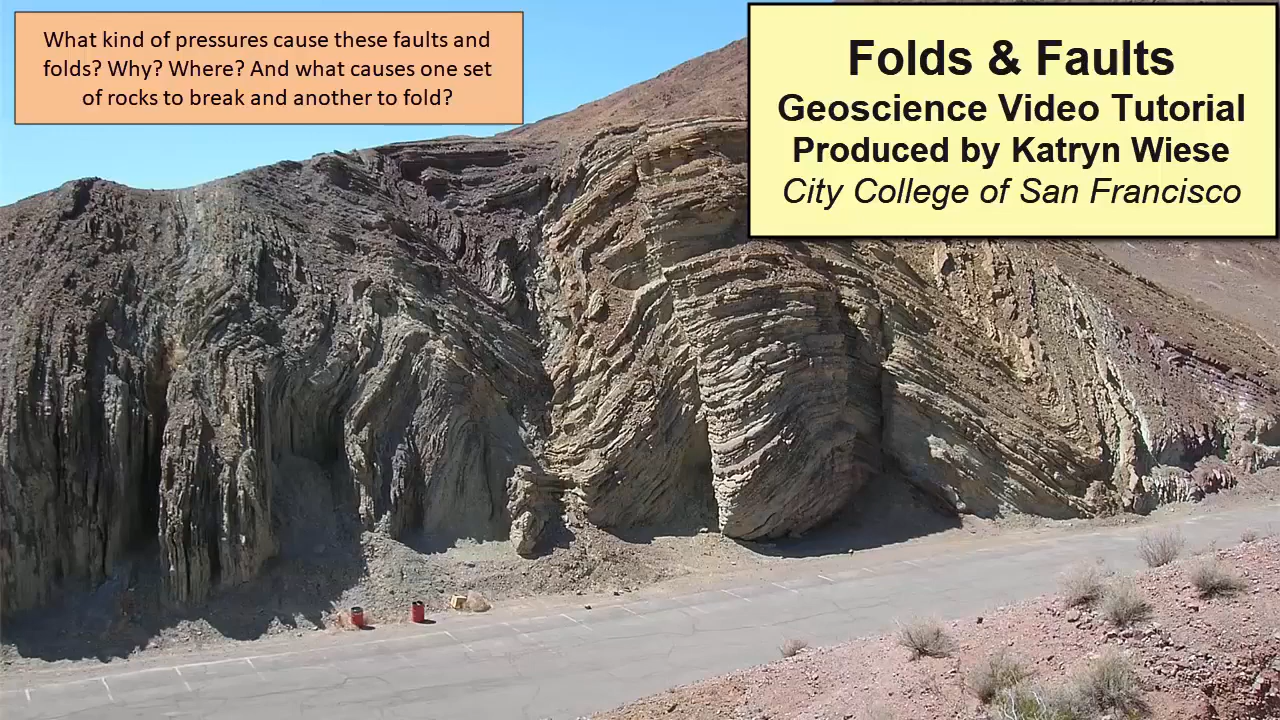 What kind of pressures cause these faults and
folds? Why? Where? And what causes one set
of rocks to break and another to fold?
Folds & Faults
Geoscience Video Tutorial
Produced by Katryn Wiese
City College of San Francisco